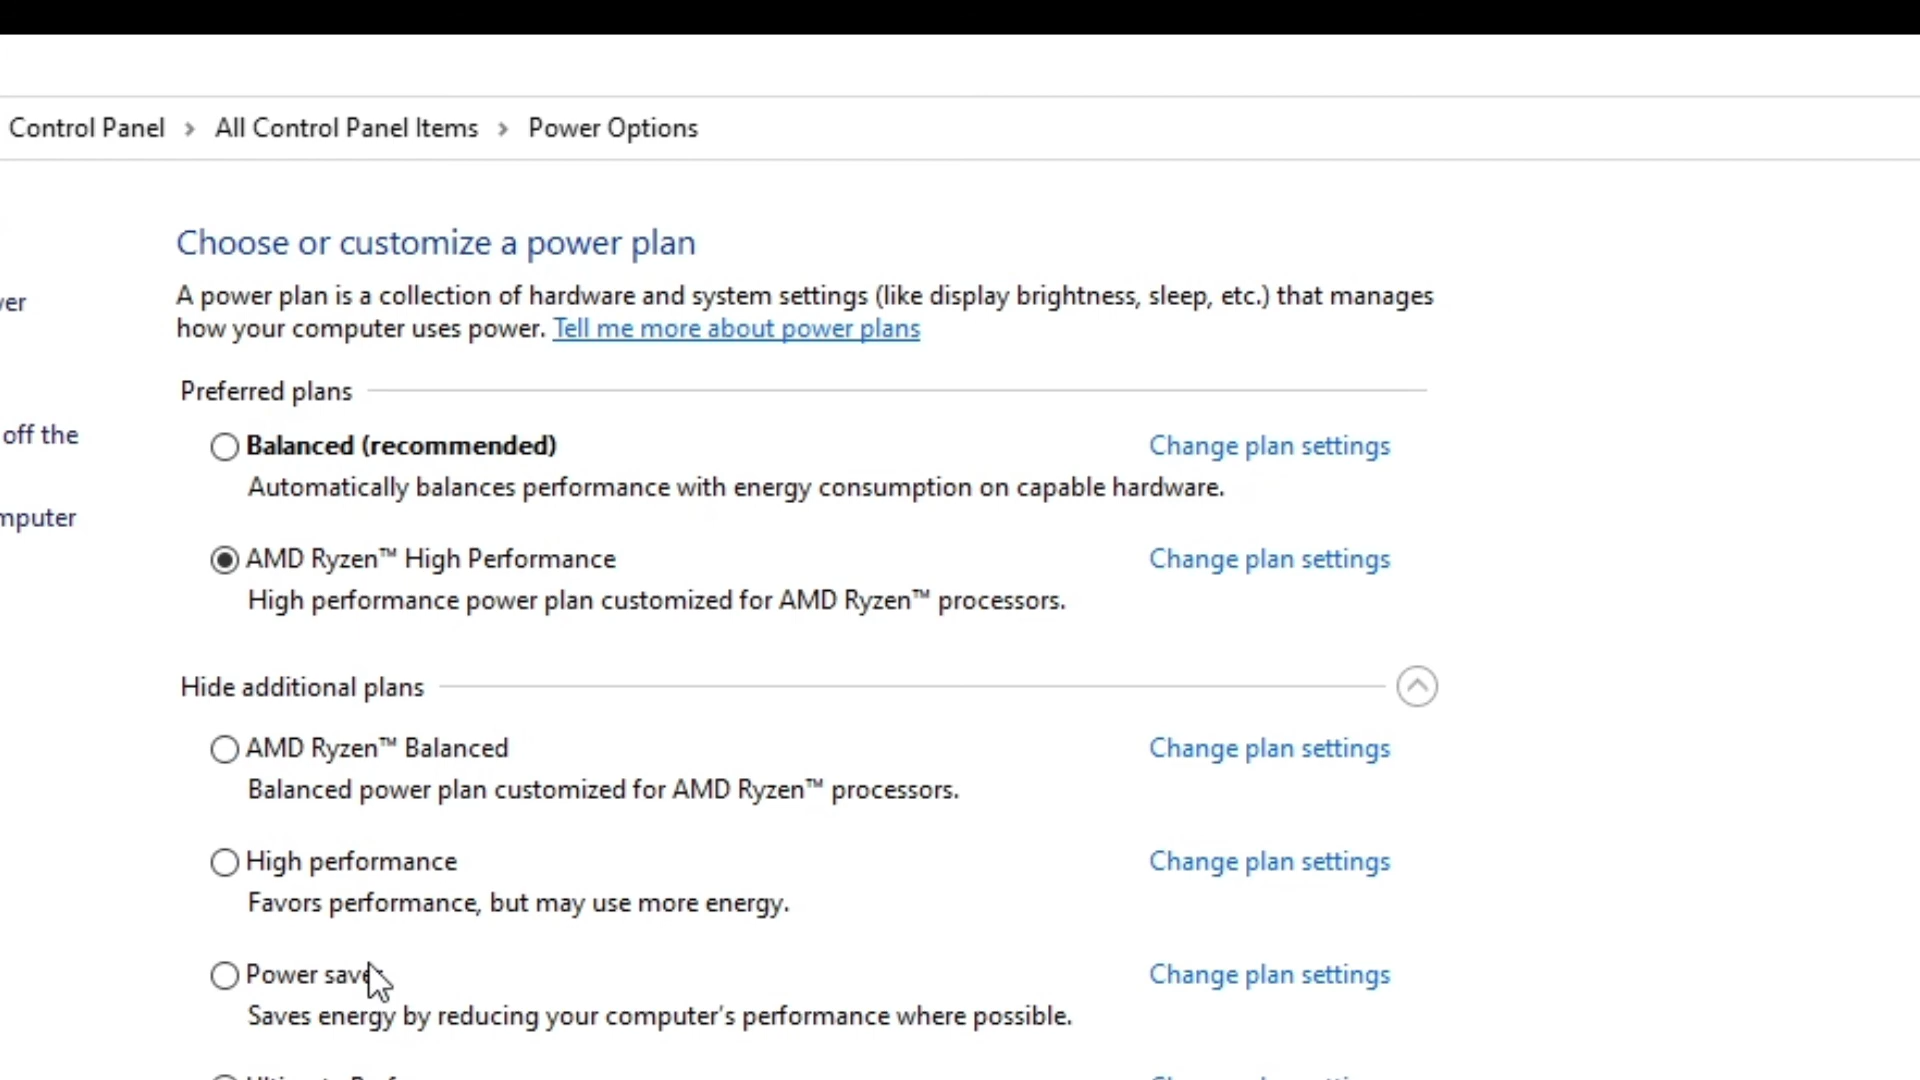 Control Panel > All Control Panel Items > Power Options
Choose or customize a power plan
A power plan is a collection of hardware and system settings (like display brightness, sleep, etc.) that manages
how your computer uses power. Tell me more about power plans
Preferred plans
off the
Balanced (recommended) Change plan settings
Automatically balances performance with energy consumption on capable hardware.
AMD Ryzen™ High Performance Change plan settings
High performance power plan customized for AMD Ryzen™ processors.
Hide additional plans
AMD Ryzen™ Balanced Change plan settings
Balanced power plan customized for AMD Ryzen™ processors.
High performance Change plan settings
Favors performance, but may use more energy.
Power saver Change plan settings
Saves energy by reducing your computer's performance where possible.